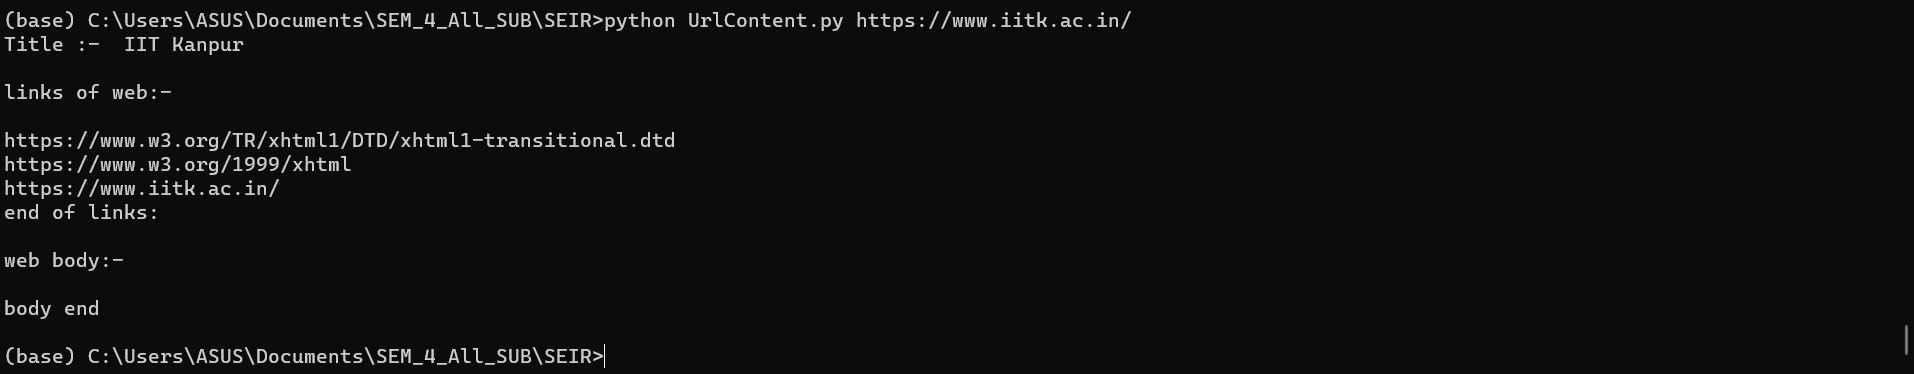 (base) C:\Users\ASUS\Documents\SEM_4_All_SUB\SEIR>python UrlContent.py https://www.iitk.ac.in/
Title :-  IIT Kanpur
links of web:-
https://www.w3.org/TR/xhtml1/DTD/xhtml1-transitional.dtd
https://www.w3.org/1999/xhtml
https://www.iitk.ac.in/
end of links:
web body:-
body end
(base) C:\Users\ASUS\Documents\SEM_4_All_SUB\SEIR>